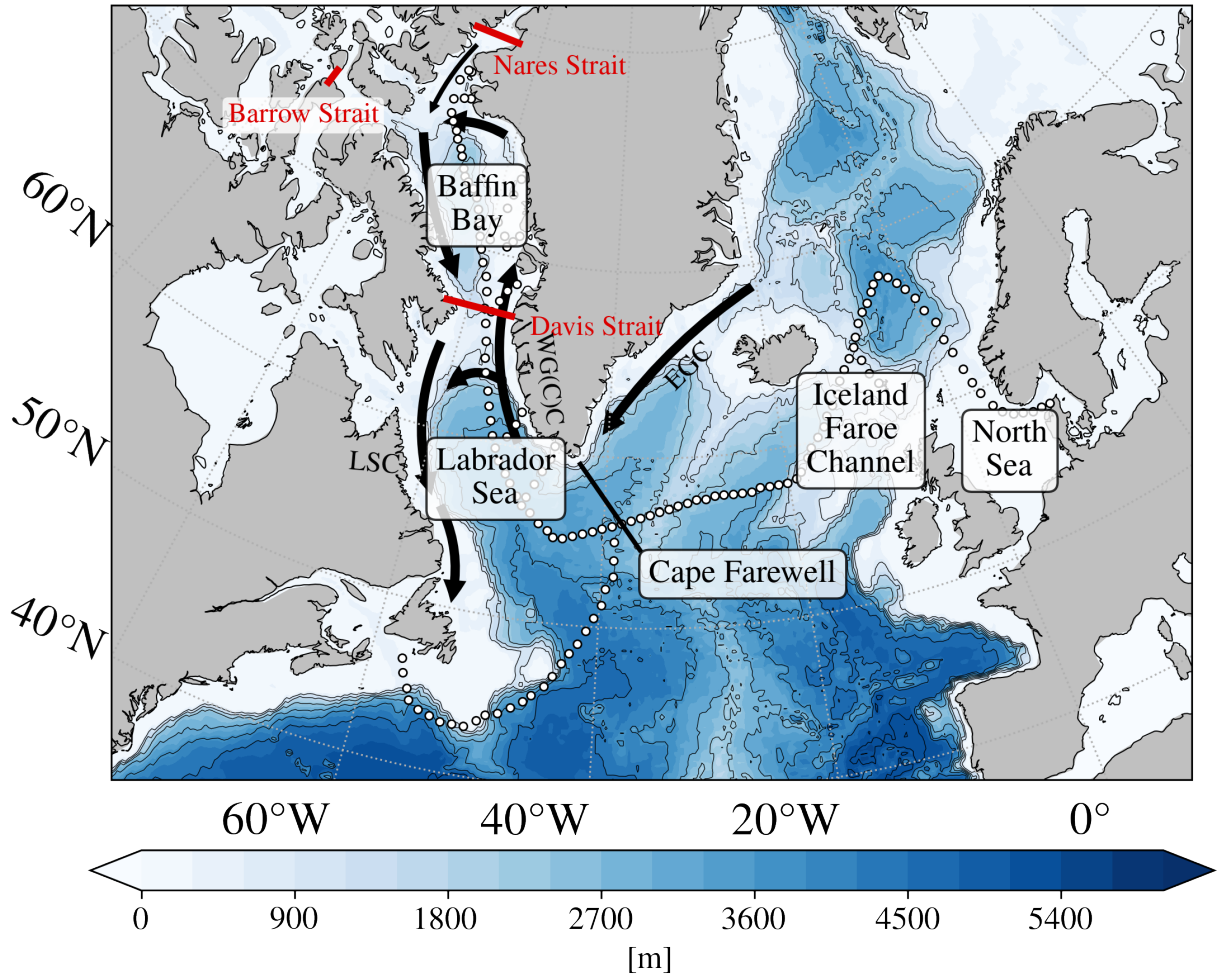 Nares Strait
Barrow Strait
60°N
Baffin
Bay
Davis Strait
WG(C)C
EGC
50°N
Iceland
Faroe
Channel
North
Sea
LSC
Labrador
Sea
Cape Farewell
40°N
60°W
40°W
20°W
0°
0
900
1800
2700
3600
4500
5400
[m]